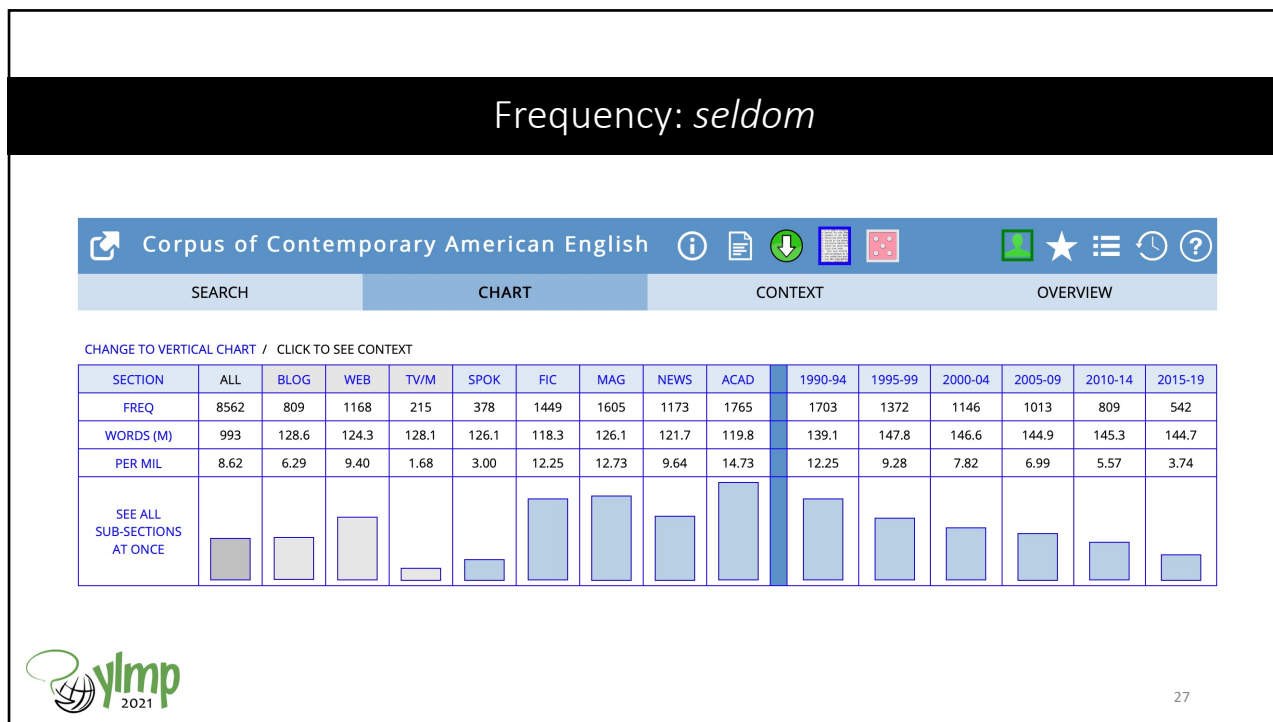 Frequency: seldom
Corpus of Contemporary American English
SEARCH CHART CONTEXT OVERVIEW
CHANGE TO VERTICAL CHART / CLICK TO SEE CONTEXT
SECTION ALL BLOG WEB TV/M SPOK FIC MAG NEWS ACAD 1990-94 1995-99 2000-04 2005-09 2010-14 2015-19
FREQ 8562 809 1168 215 378 1449 1605 1173 1765 1703 1372 1146 1013 809 542
WORDS (M) 993 128.6 124.3 128.1 126.1 118.3 126.1 121.7 119.8 139.1 147.8 146.6 144.9 145.3 144.7
PER MIL 8.62 6.29 9.40 1.68 3.00 12.25 12.73 9.64 14.73 12.25 9.28 7.82 6.99 5.57 3.74
SEE ALL
SUB-SECTIONS
AT ONCE
ylmp
2021
27